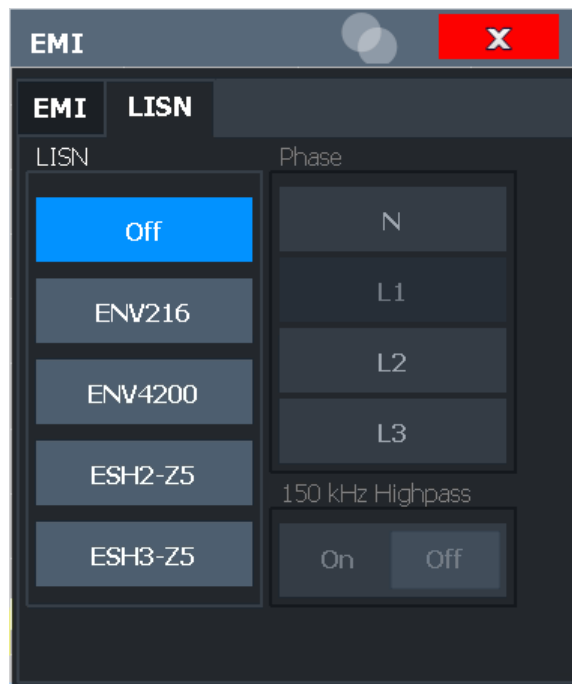 EMI
X
EMI LISN
LISN
Off
ENV216
ENV4200
ESH2-Z5
ESH3-Z5
Phase
N
L1
L2
L3
150 kHz Highpass
On Off